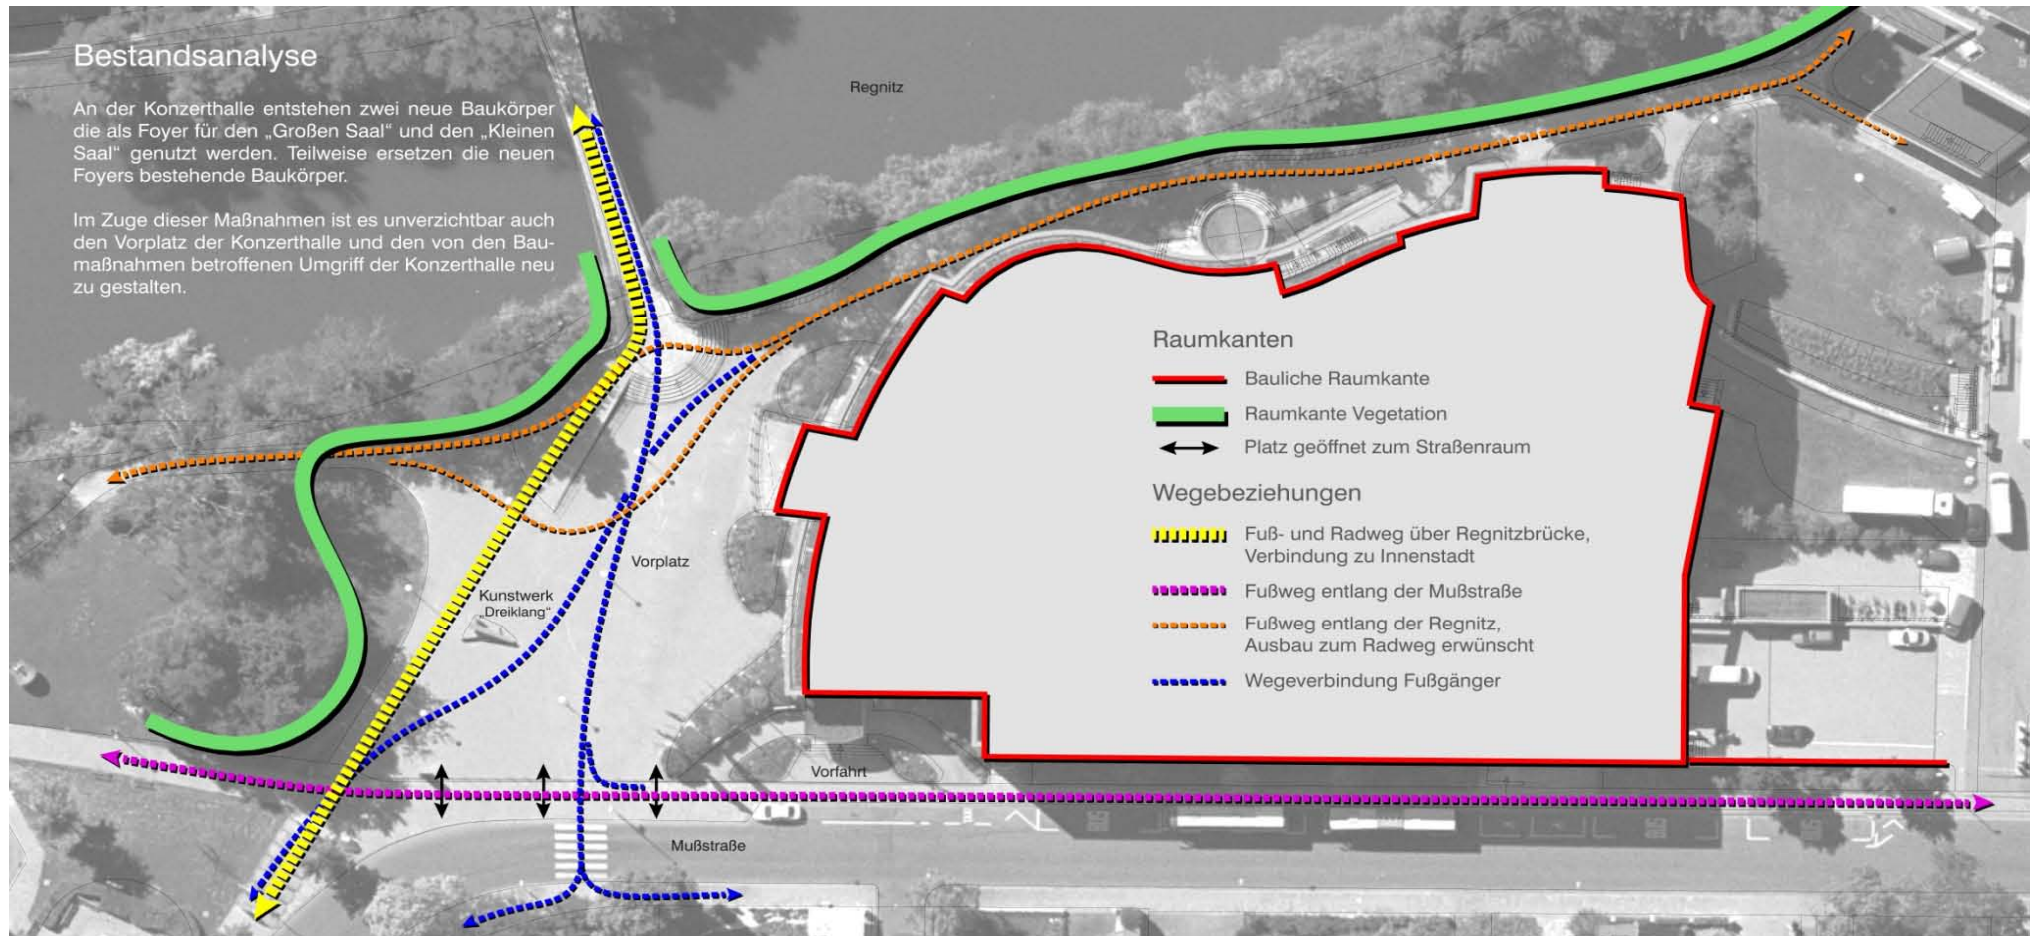 Bestandsanalyse
An der Konzerthalle entstehen zwei neue Baukörper
die als Foyer für den „Großen Saal“ und den „Kleinen
Saal“ genutzt werden. Teilweise ersetzen die neuen
Foyers bestehende Baukörper.
Im Zuge dieser Maßnahmen ist es unverzichtbar auch
den Vorplatz der Konzerthalle und den von den Bau-
maßnahmen betroffenen Umgriff der Konzerthalle neu
zu gestalten.
Regnitz
Raumkanten
Bauliche Raumkante
Raumkante Vegetation
Platz geöffnet zum Straßenraum
Wegebeziehungen
Fuß- und Radweg über Regnitzbrücke,
Verbindung zu Innenstadt
Fußweg entlang der Mußstraße
Fußweg entlang der Regnitz,
Ausbau zum Radweg erwünscht
Wegeverbindung Fußgänger
Vorplatz
Kunstwerk
„Dreiklang“
Vorfahrt
Mußstraße
BUS
BUS
BUS